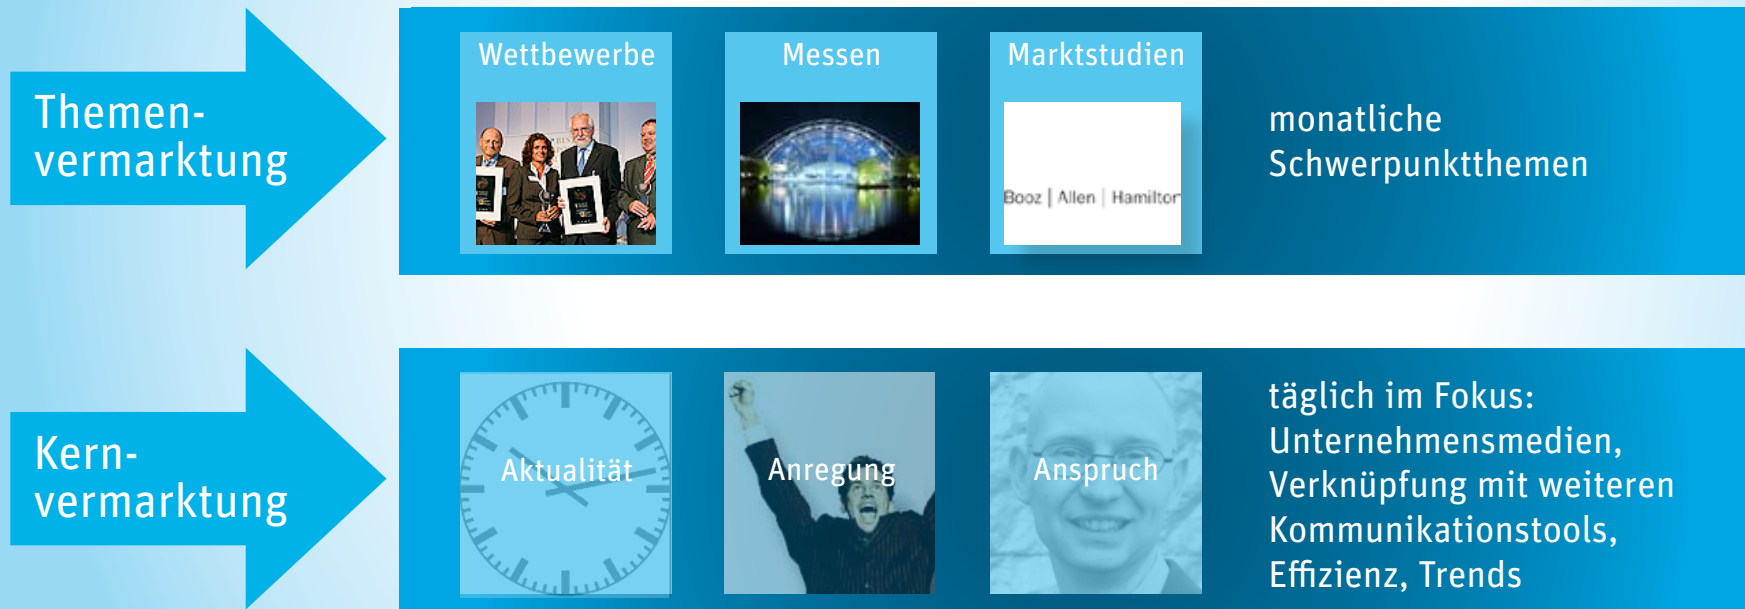 Themen-
vermarktung
Wettbewerbe
Messen
Marktstudien
Booz | Allen | Hamilton
monatliche
Schwerpunktthemen
Kern-
vermarktung
Aktualität
Anregung
Anspruch
täglich im Fokus:
Unternehmensmedien,
Verknüpfung mit weiteren
Kommunikationstools,
Effizienz, Trends